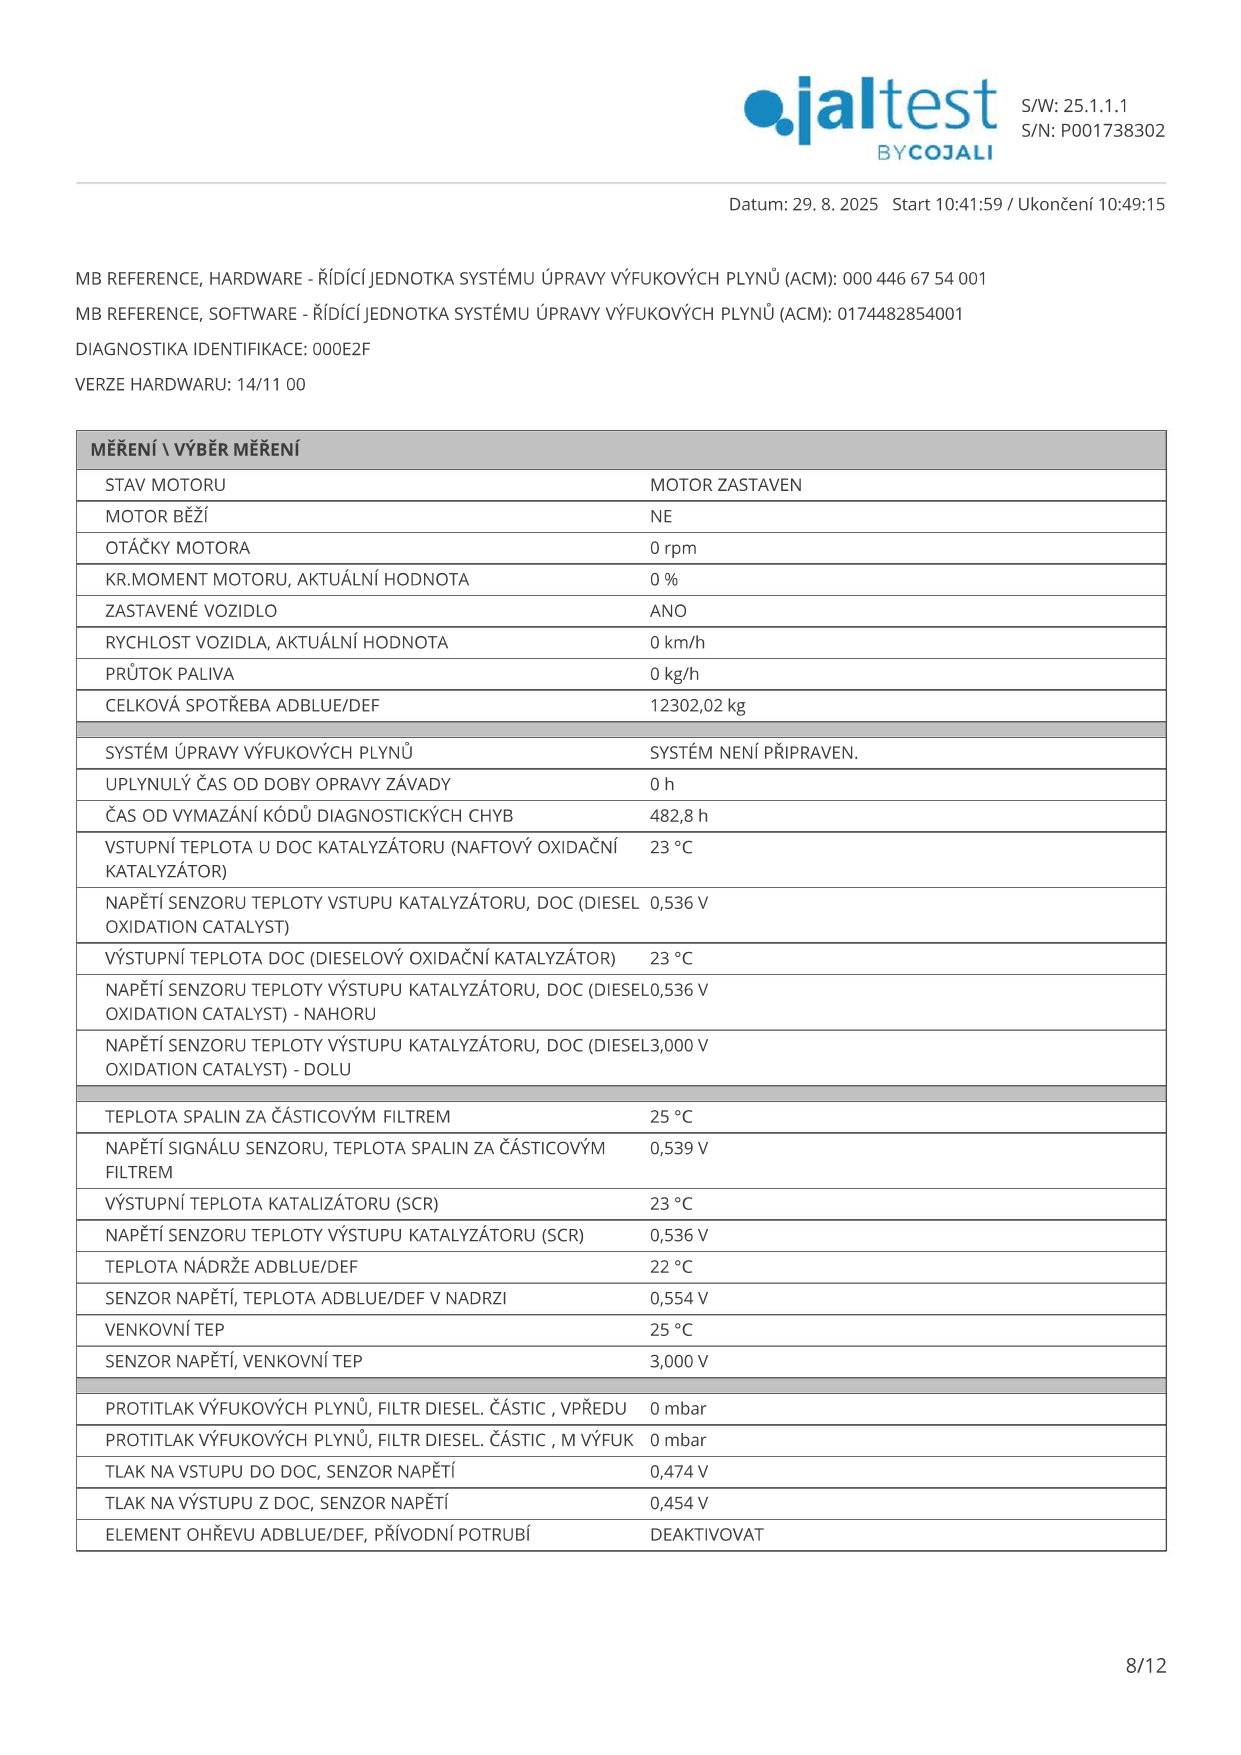 jaltest
BYCOJALI
S/W: 25.1.1.1
S/N: P001738302
Datum: 29. 8. 2025 Start 10:41:59 / Ukončení 10:49:15
MB REFERENCE, HARDWARE - ŘÍDÍCÍ JEDNOTKA SYSTÉMU ÚPRAVY VÝFUKOVÝCH PLYNŮ (ACM): 000 446 67 54 001
MB REFERENCE, SOFTWARE - ŘÍDÍCÍ JEDNOTKA SYSTÉMU ÚPRAVY VÝFUKOVÝCH PLYNŮ (ACM): 0174482854001
DIAGNOSTIKA IDENTIFIKACE: 000E2F
VERZE HARDWARU: 14/11 00
MĚŘENÍ \ VÝBĚR MĚŘENÍ
STAV MOTORU MOTOR ZASTAVEN
MOTOR BĚŽÍ NE
OTÁČKY MOTORA 0 rpm
KR.MOMENT MOTORU, AKTUÁLNÍ HODNOTA 0 %
ZASTAVENÉ VOZIDLO ANO
RYCHLOST VOZIDLA, AKTUÁLNÍ HODNOTA 0 km/h
PRŮTOK PALIVA 0 kg/h
CELKOVÁ SPOTŘEBA ADBLUE/DEF 12302,02 kg
SYSTÉM ÚPRAVY VÝFUKOVÝCH PLYNŮ SYSTÉM NENÍ PŘIPRAVEN.
UPLYNULÝ ČAS OD DOBY OPRAVY ZÁVADY 0 h
ČAS OD VYMAZÁNÍ KÓDŮ DIAGNOSTICKÝCH CHYB 482,8 h
VSTUPNÍ TEPLOTA U DOC KATALYZÁTORU (NAFTOVÝ OXIDAČNÍ 23 °C
KATALYZÁTOR)
NAPĚTÍ SENZORU TEPLOTY VSTUPU KATALYZÁTORU, DOC (DIESEL 0,536 V
OXIDATION CATALYST)
VÝSTUPNÍ TEPLOTA DOC (DIESELOVÝ OXIDAČNÍ KATALYZÁTOR) 23 °C
NAPĚTÍ SENZORU TEPLOTY VÝSTUPU KATALYZÁTORU, DOC (DIESEL 0,536 V
OXIDATION CATALYST) - NAHORU
NAPĚTÍ SENZORU TEPLOTY VÝSTUPU KATALYZÁTORU, DOC (DIESEL 3,000 V
OXIDATION CATALYST) - DOLU
TEPLOTA SPALIN ZA ČÁSTICOVÝM FILTREM 25 °C
NAPĚTÍ SIGNÁLU SENZORU, TEPLOTA SPALIN ZA ČÁSTICOVÝM 0,539 V
FILTREM
VÝSTUPNÍ TEPLOTA KATALIZÁTORU (SCR) 23 °C
NAPĚTÍ SENZORU TEPLOTY VÝSTUPU KATALYZÁTORU (SCR) 0,536 V
TEPLOTA NÁDRŽE ADBLUE/DEF 22 °C
SENZOR NAPĚTÍ, TEPLOTA ADBLUE/DEF V NADRZI 0,554 V
VENKOVNÍ TEP 25 °C
SENZOR NAPĚTÍ, VENKOVNÍ TEP 3,000 V
PROTITLAK VÝFUKOVÝCH PLYNŮ, FILTR DIESEL. ČÁSTIC , VPŘEDU 0 mbar
PROTITLAK VÝFUKOVÝCH PLYNŮ, FILTR DIESEL. ČÁSTIC , M VÝFUK 0 mbar
TLAK NA VSTUPU DO DOC, SENZOR NAPĚTÍ 0,474 V
TLAK NA VÝSTUPU Z DOC, SENZOR NAPĚTÍ 0,454 V
ELEMENT OHŘEVU ADBLUE/DEF, PŘÍVODNÍ POTRUBÍ DEAKTIVOVAT
8/12